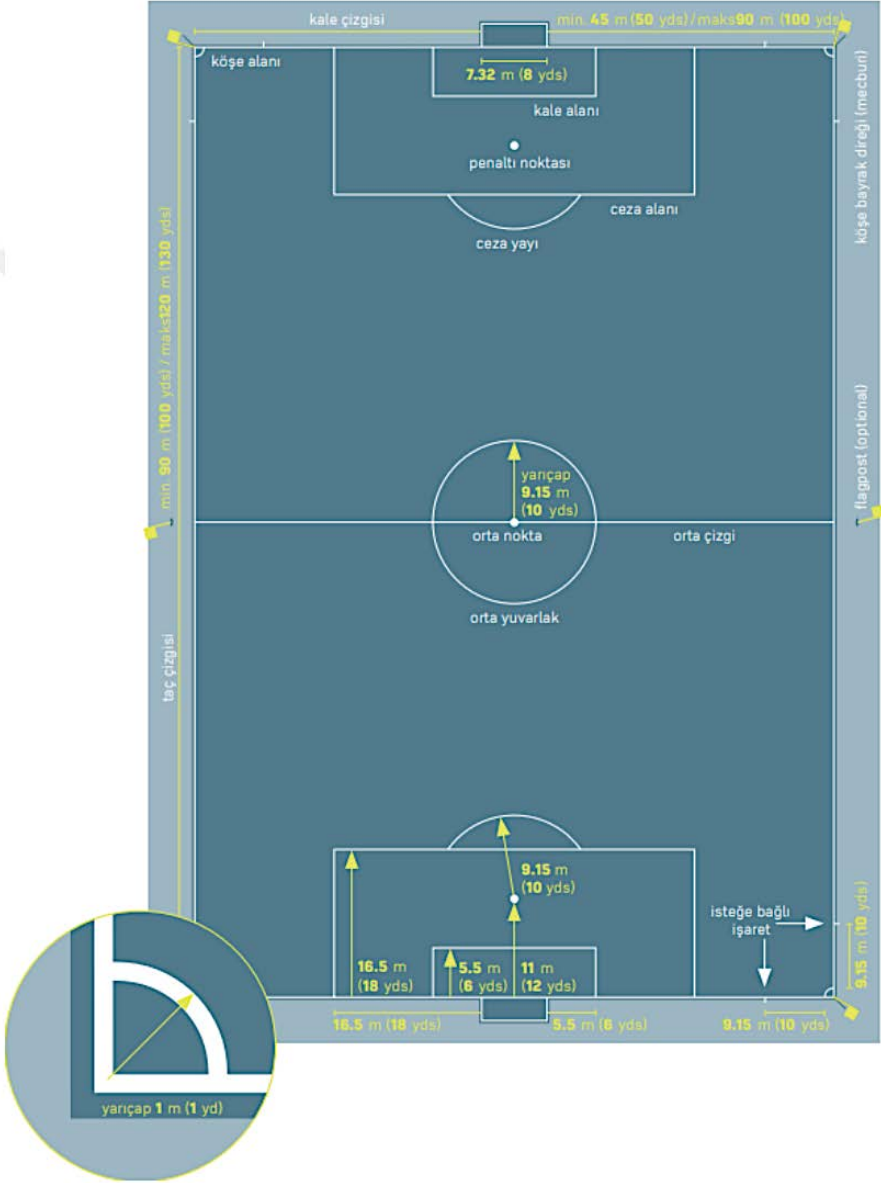 kale çizgisi
min. 45 m (50 yds) /maks90 m (100 yds)
köşe alanı
7.32 m (8 yds)
kale alanı
penaltı noktası
ceza alanı
ceza yayı
köşe bayrak direği (mecburi)
min. 90 m (100 yds) / maks120 m (130 yds)
flagpost (optional)
yarıçap
9.15 m
(10 yds)
orta nokta
orta çizgi
orta yuvarlak
taç çizgisi
9.15 m
(10 yds)
isteğe bağlı
işaret
9.15 m (10 yds)
16.5 m
(18 yds)
5.5 m
(6 yds)
11 m
(12 yds)
16.5 m (18 yds)
5.5 m (6 yds)
9.15 m (10 yds)
yarıçap 1 m (1 yd)